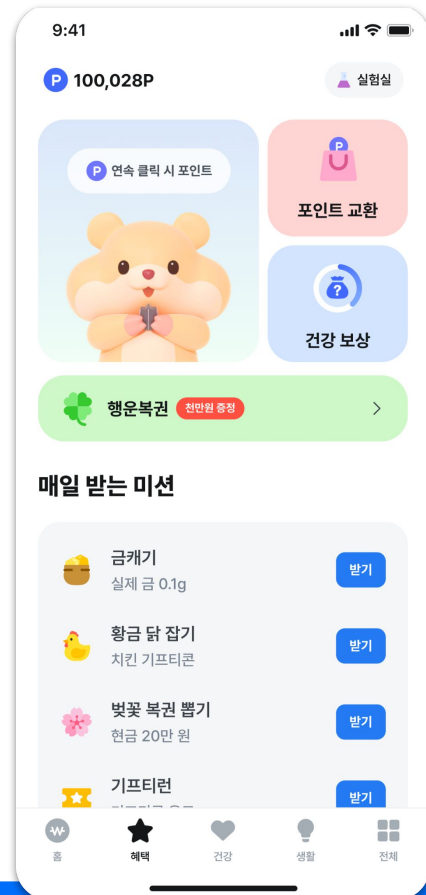 9:41
P 100,028P
실험실
P 연속 클릭 시 포인트
P
포인트 교환
?
건강 보상
행운복권 천만원 증정
매일 받는 미션
금캐기
실제 금 0.1g
받기
황금 닭 잡기
치킨 기프티콘
받기
벚꽃 복권 뽑기
현금 20만 원
받기
기프티런
받기
₩
홈
혜택
건강
생활
전체